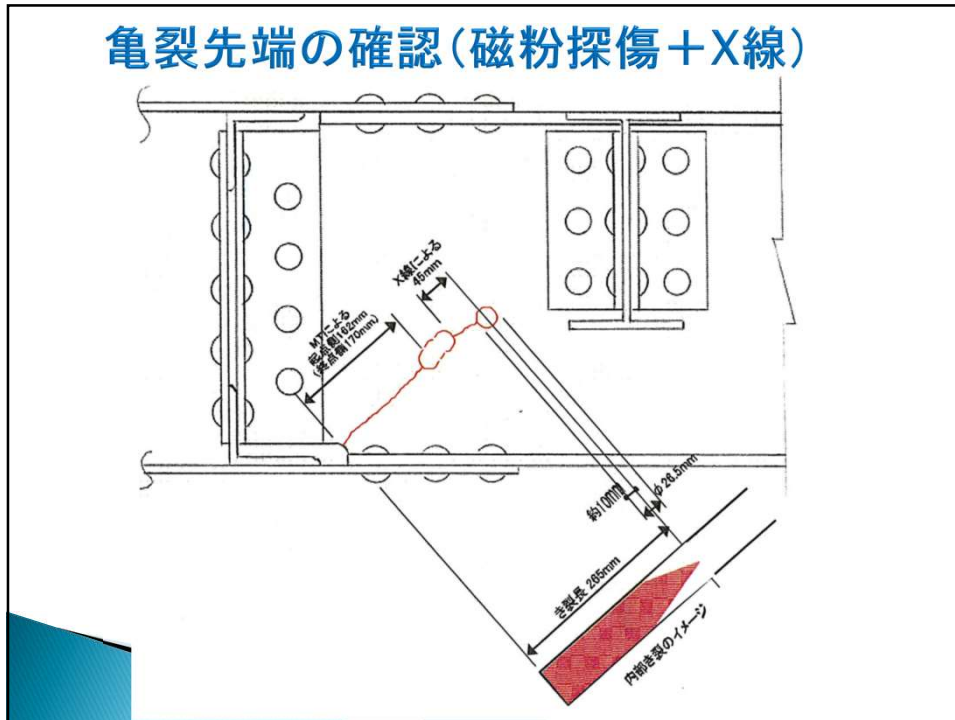 亀裂先端の確認(磁粉探傷+X線)
X線による
45mm
MTによる
起点側162mm
(終点側170mm)
約10mm
φ26.5mm
き裂長 265mm
内部き裂のイメージ